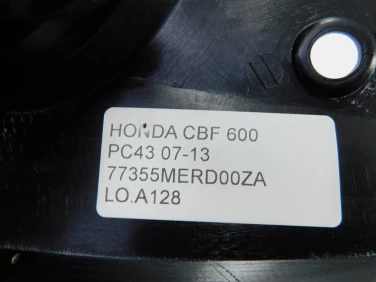 HONDA CBF 600
PC43 07-13
77355MERD00ZA
LO.A128